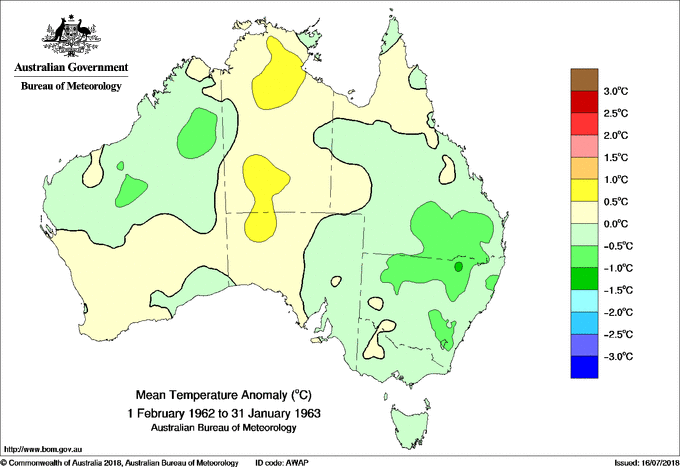 Australian Government
Bureau of Meteorology
3.0°C
2.5°C
2.0°C
1.5°C
1.0°C
0.5°C
0.0°C
−0.5°C
−1.0°C
−1.5°C
−2.0°C
−2.5°C
−3.0°C
Mean Temperature Anomaly (°C)
1 February 1962 to 31 January 1963
Australian Bureau of Meteorology
http://www.bom.gov.au
© Commonwealth of Australia 2018, Australian Bureau of Meteorology ID code: AWAP Issued: 16/07/2018